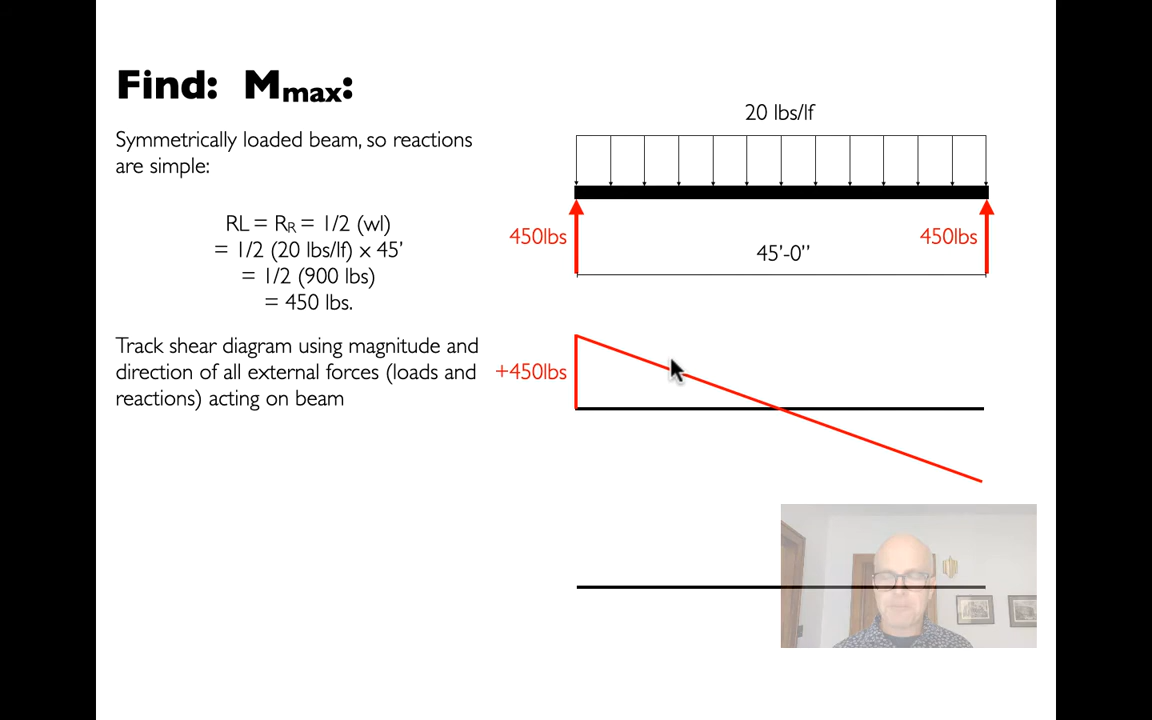 Find: Mmax:
Symmetrically loaded beam, so reactions
are simple:
RL = RR = 1/2 (wl)
= 1/2 (20 lbs/lf) x 45’
= 1/2 (900 lbs)
= 450 lbs.
Track shear diagram using magnitude and
direction of all external forces (loads and
reactions) acting on beam
20 lbs/lf
450lbs
450lbs
45’-0”
+450lbs